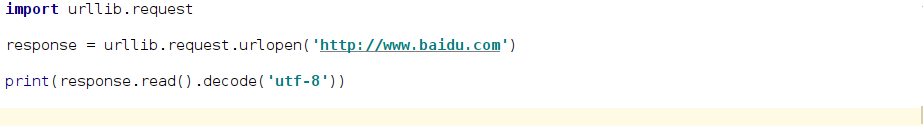 import urllib.request
response = urllib.request.urlopen('http://www.baidu.com')
print(response.read().decode('utf-8'))